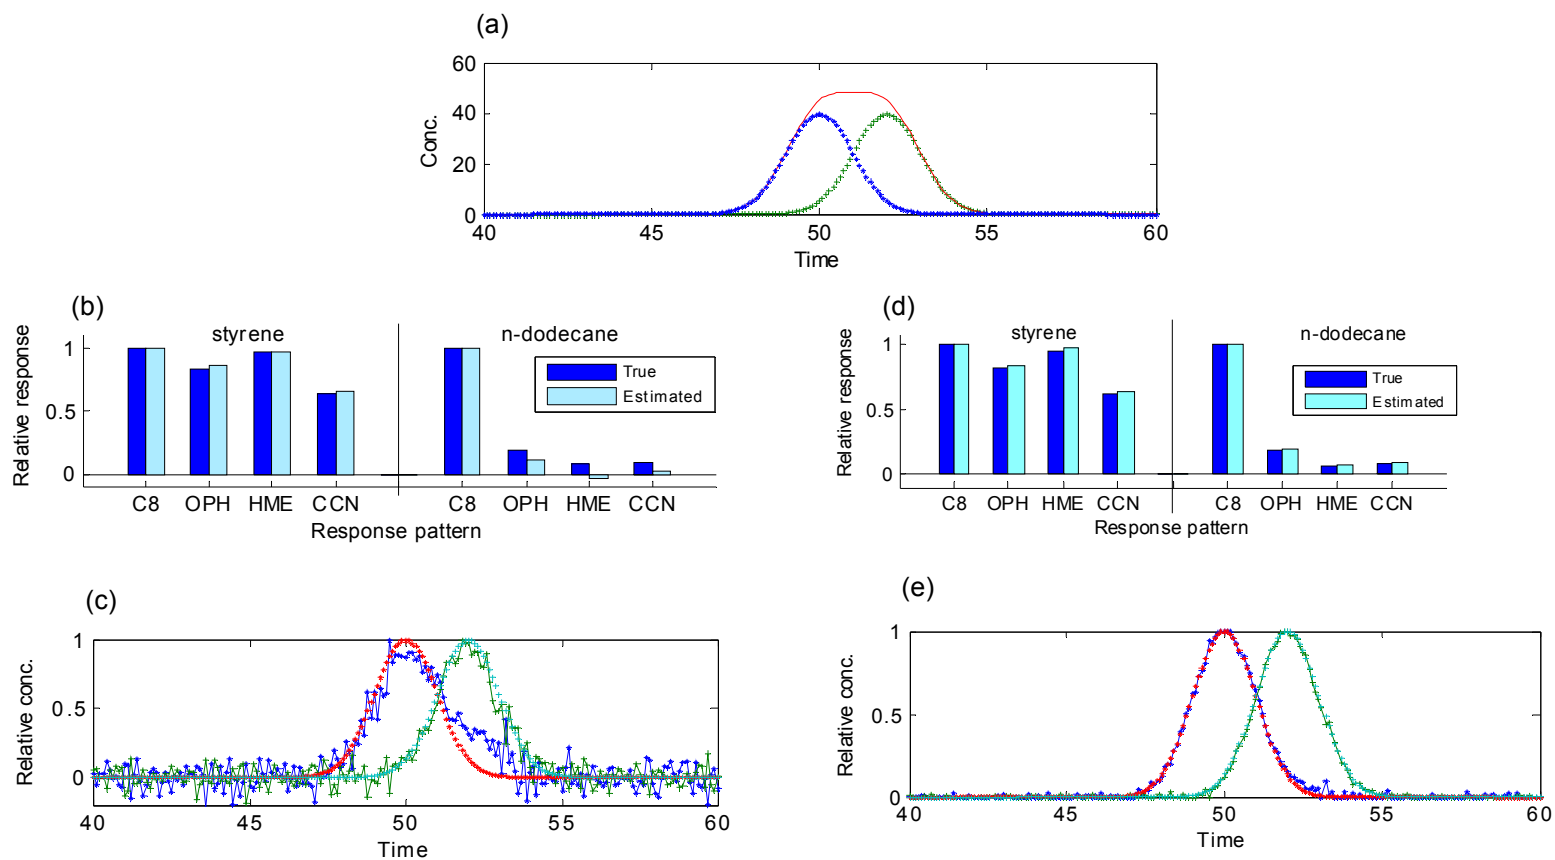 (a)
60
40
20
0
Conc.
40 45 50 55 60
Time
(b)
styrene n-dodecane
1
0.5
0
Relative response
True
Estimated
C8 OPH HME CCN C8 OPH HME CCN
Response pattern
(d)
styrene n-dodecane
1
0.5
0
Relative response
True
Estimated
C8 OPH HME CCN C8 OPH HME CCN
Response pattern
(c)
1
0.5
0
Relative conc.
40 45 50 55 60
Time
(e)
1
0.5
0
Relative conc.
40 45 50 55 60
Time